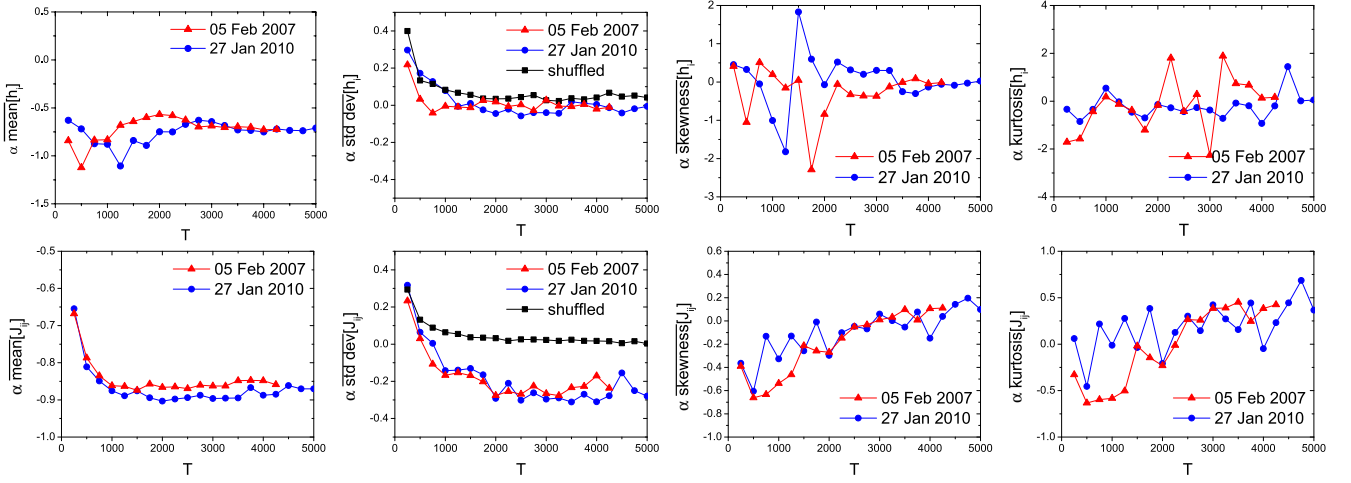 α mean[h_i]
0.5
0.0
-0.5
-1.0
-1.5
05 Feb 2007
27 Jan 2010
0 1000 2000 3000 4000 5000
T
α std dev[h_i]
0.4
0.2
0.0
-0.2
-0.4
05 Feb 2007
27 Jan 2010
shuffled
0 1000 2000 3000 4000 5000
T
α skewness[h_i]
2
1
0
-1
-2
-3
05 Feb 2007
27 Jan 2010
0 1000 2000 3000 4000 5000
T
α kurtosis[h_i]
4
2
0
-2
-4
05 Feb 2007
27 Jan 2010
0 1000 2000 3000 4000 5000
T
α mean[J_ij]
-0.5
-0.6
-0.7
-0.8
-0.9
-1.0
05 Feb 2007
27 Jan 2010
0 1000 2000 3000 4000 5000
T
α std dev[J_ij]
0.4
0.2
0.0
-0.2
-0.4
05 Feb 2007
27 Jan 2010
shuffled
0 1000 2000 3000 4000 5000
T
α skewness[J_ij]
0.6
0.4
0.2
0.0
-0.2
-0.4
-0.6
-0.8
-1.0
05 Feb 2007
27 Jan 2010
0 1000 2000 3000 4000 5000
T
α kurtosis[J_ij]
1.0
0.5
0.0
-0.5
-1.0
05 Feb 2007
27 Jan 2010
0 1000 2000 3000 4000 5000
T